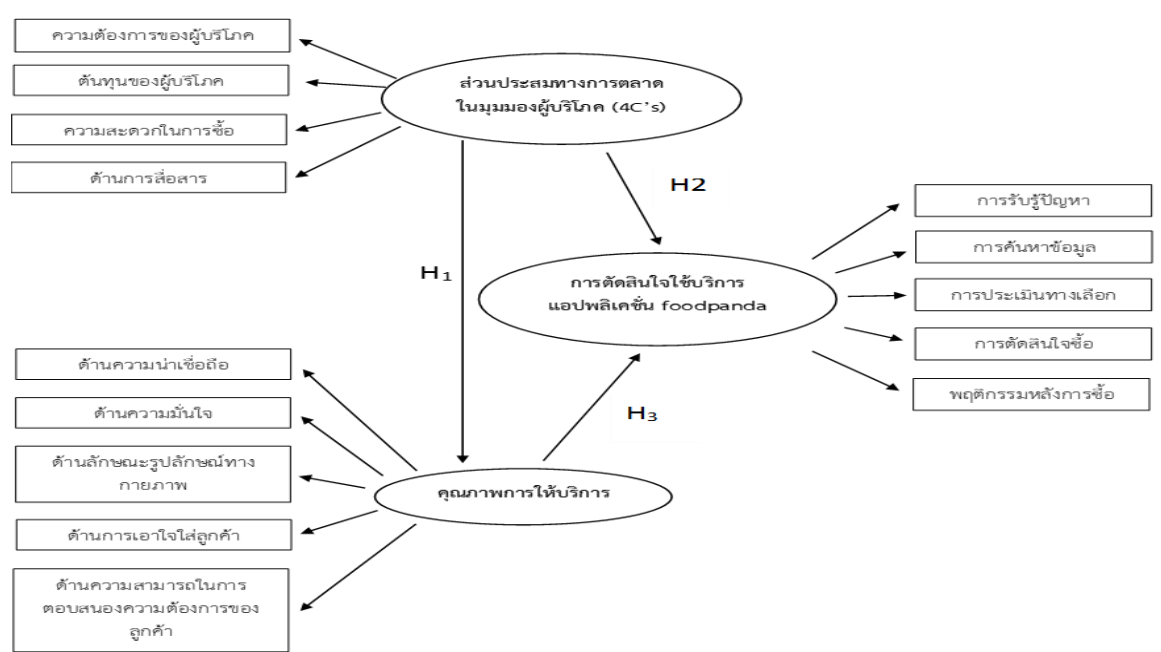 ความต้องการของผู้บริโภค
ต้นทุนของผู้บริโภค
ความสะดวกในการซื้อ
ด้านการสื่อสาร
ส่วนประสมทางการตลาด
ในมุมมองผู้บริโภค (4C's)
H2
H1
การตัดสินใจใช้บริการ
แอปพลิเคชั่น foodpanda
การรับรู้ปัญหา
การค้นหาข้อมูล
การประเมินทางเลือก
การตัดสินใจซื้อ
พฤติกรรมหลังการซื้อ
H3
ด้านความน่าเชื่อถือ
ด้านความมั่นใจ
ด้านลักษณะรูปลักษณ์ทาง
กายภาพ
ด้านการเอาใจใส่ลูกค้า
ด้านความสามารถในการ
ตอบสนองความต้องการของ
ลูกค้า
คุณภาพการให้บริการ